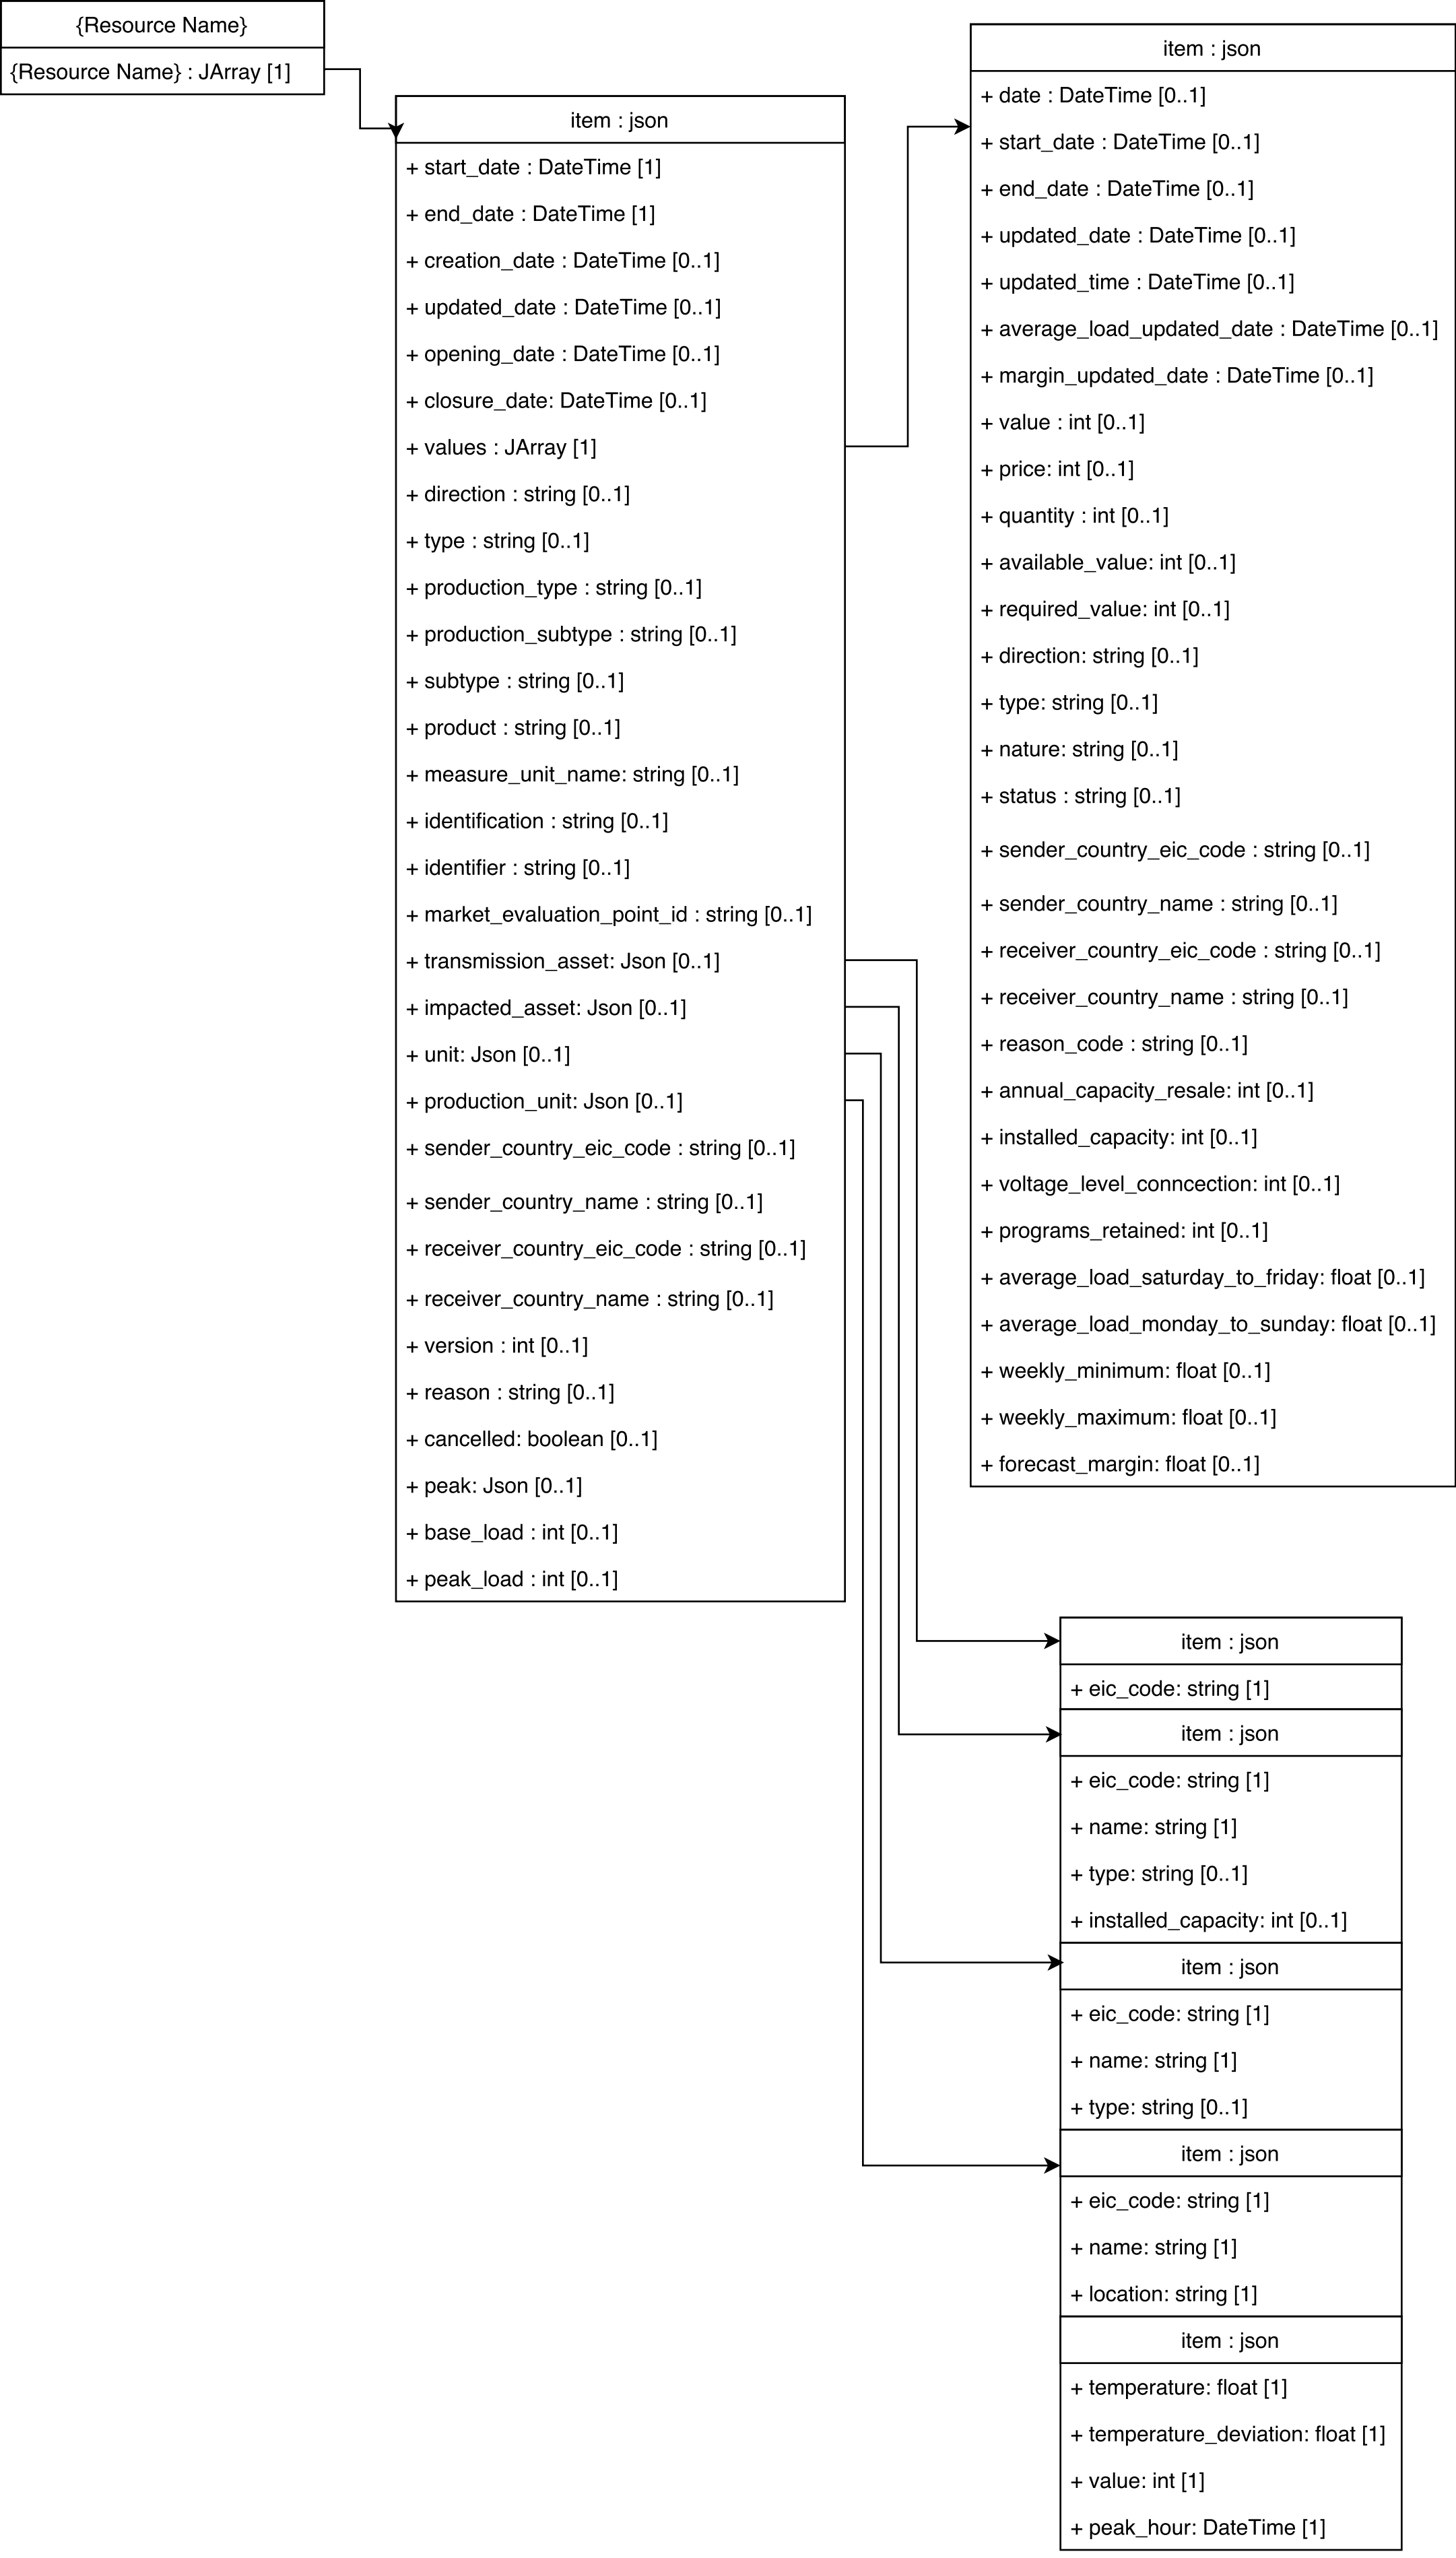 {Resource Name}
{Resource Name} : JArray [1]
item : json
+ start_date : DateTime [1]
+ end_date : DateTime [1]
+ creation_date : DateTime [0..1]
+ updated_date : DateTime [0..1]
+ opening_date : DateTime [0..1]
+ closure_date: DateTime [0..1]
+ values : JArray [1]
+ direction : string [0..1]
+ type : string [0..1]
+ production_type : string [0..1]
+ production_subtype : string [0..1]
+ subtype : string [0..1]
+ product : string [0..1]
+ measure_unit_name: string [0..1]
+ identification : string [0..1]
+ identifier : string [0..1]
+ market_evaluation_point_id : string [0..1]
+ transmission_asset: Json [0..1]
+ impacted_asset: Json [0..1]
+ unit: Json [0..1]
+ production_unit: Json [0..1]
+ sender_country_eic_code : string [0..1]
+ sender_country_name : string [0..1]
+ receiver_country_eic_code : string [0..1]
+ receiver_country_name : string [0..1]
+ version : int [0..1]
+ reason : string [0..1]
+ cancelled: boolean [0..1]
+ peak: Json [0..1]
+ base_load : int [0..1]
+ peak_load : int [0..1]
item : json
+ date : DateTime [0..1]
+ start_date : DateTime [0..1]
+ end_date : DateTime [0..1]
+ updated_date : DateTime [0..1]
+ updated_time : DateTime [0..1]
+ average_load_updated_date : DateTime [0..1]
+ margin_updated_date : DateTime [0..1]
+ value : int [0..1]
+ price: int [0..1]
+ quantity : int [0..1]
+ available_value: int [0..1]
+ required_value: int [0..1]
+ direction: string [0..1]
+ type: string [0..1]
+ nature: string [0..1]
+ status : string [0..1]
+ sender_country_eic_code : string [0..1]
+ sender_country_name : string [0..1]
+ receiver_country_eic_code : string [0..1]
+ receiver_country_name : string [0..1]
+ reason_code : string [0..1]
+ annual_capacity_resale: int [0..1]
+ installed_capacity: int [0..1]
+ voltage_level_conncection: int [0..1]
+ programs_retained: int [0..1]
+ average_load_saturday_to_friday: float [0..1]
+ average_load_monday_to_sunday: float [0..1]
+ weekly_minimum: float [0..1]
+ weekly_maximum: float [0..1]
+ forecast_margin: float [0..1]
item : json
+ eic_code: string [1]
item : json
+ eic_code: string [1]
+ name: string [1]
+ type: string [0..1]
+ installed_capacity: int [0..1]
item : json
+ eic_code: string [1]
+ name: string [1]
+ type: string [0..1]
item : json
+ eic_code: string [1]
+ name: string [1]
+ location: string [1]
item : json
+ temperature: float [1]
+ temperature_deviation: float [1]
+ value: int [1]
+ peak_hour: DateTime [1]